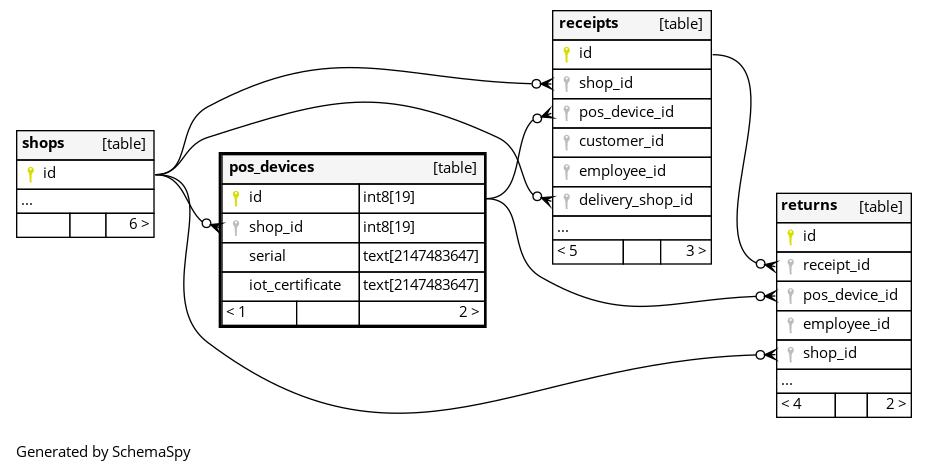 shops [table]
id
...
6 >
pos_devices [table]
id int8[19]
shop_id int8[19]
serial text[2147483647]
iot_certificate text[2147483647]
< 1 2 >
receipts [table]
id
shop_id
pos_device_id
customer_id
employee_id
delivery_shop_id
...
< 5 3 >
returns [table]
id
receipt_id
pos_device_id
employee_id
shop_id
...
< 4 2 >
Generated by SchemaSpy